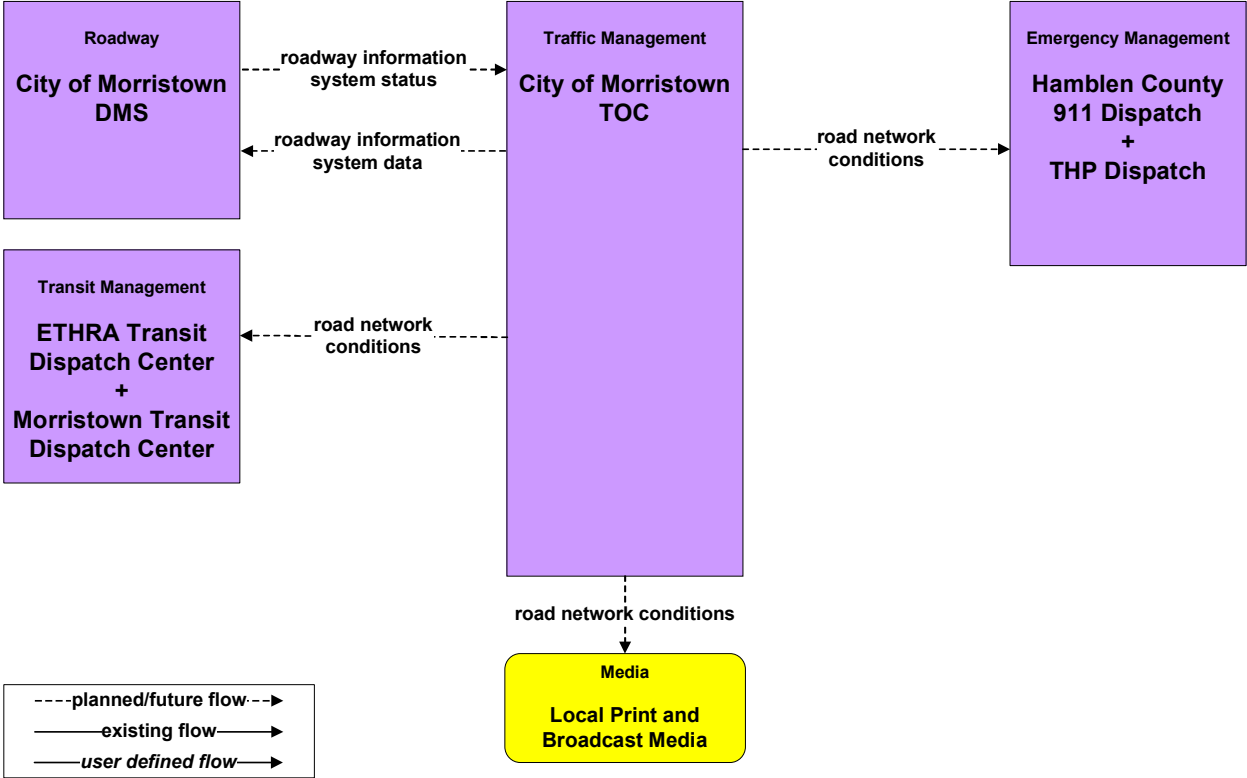 Roadway
City of Morristown
DMS
roadway information
system status
roadway information
system data
Traffic Management
City of Morristown
TOC
road network
conditions
Emergency Management
Hamblen County
911 Dispatch
+
THP Dispatch
Transit Management
ETHRA Transit
Dispatch Center
+
Morristown Transit
Dispatch Center
road network
conditions
road network conditions
Media
Local Print and
Broadcast Media
planned/future flow
existing flow
user defined flow